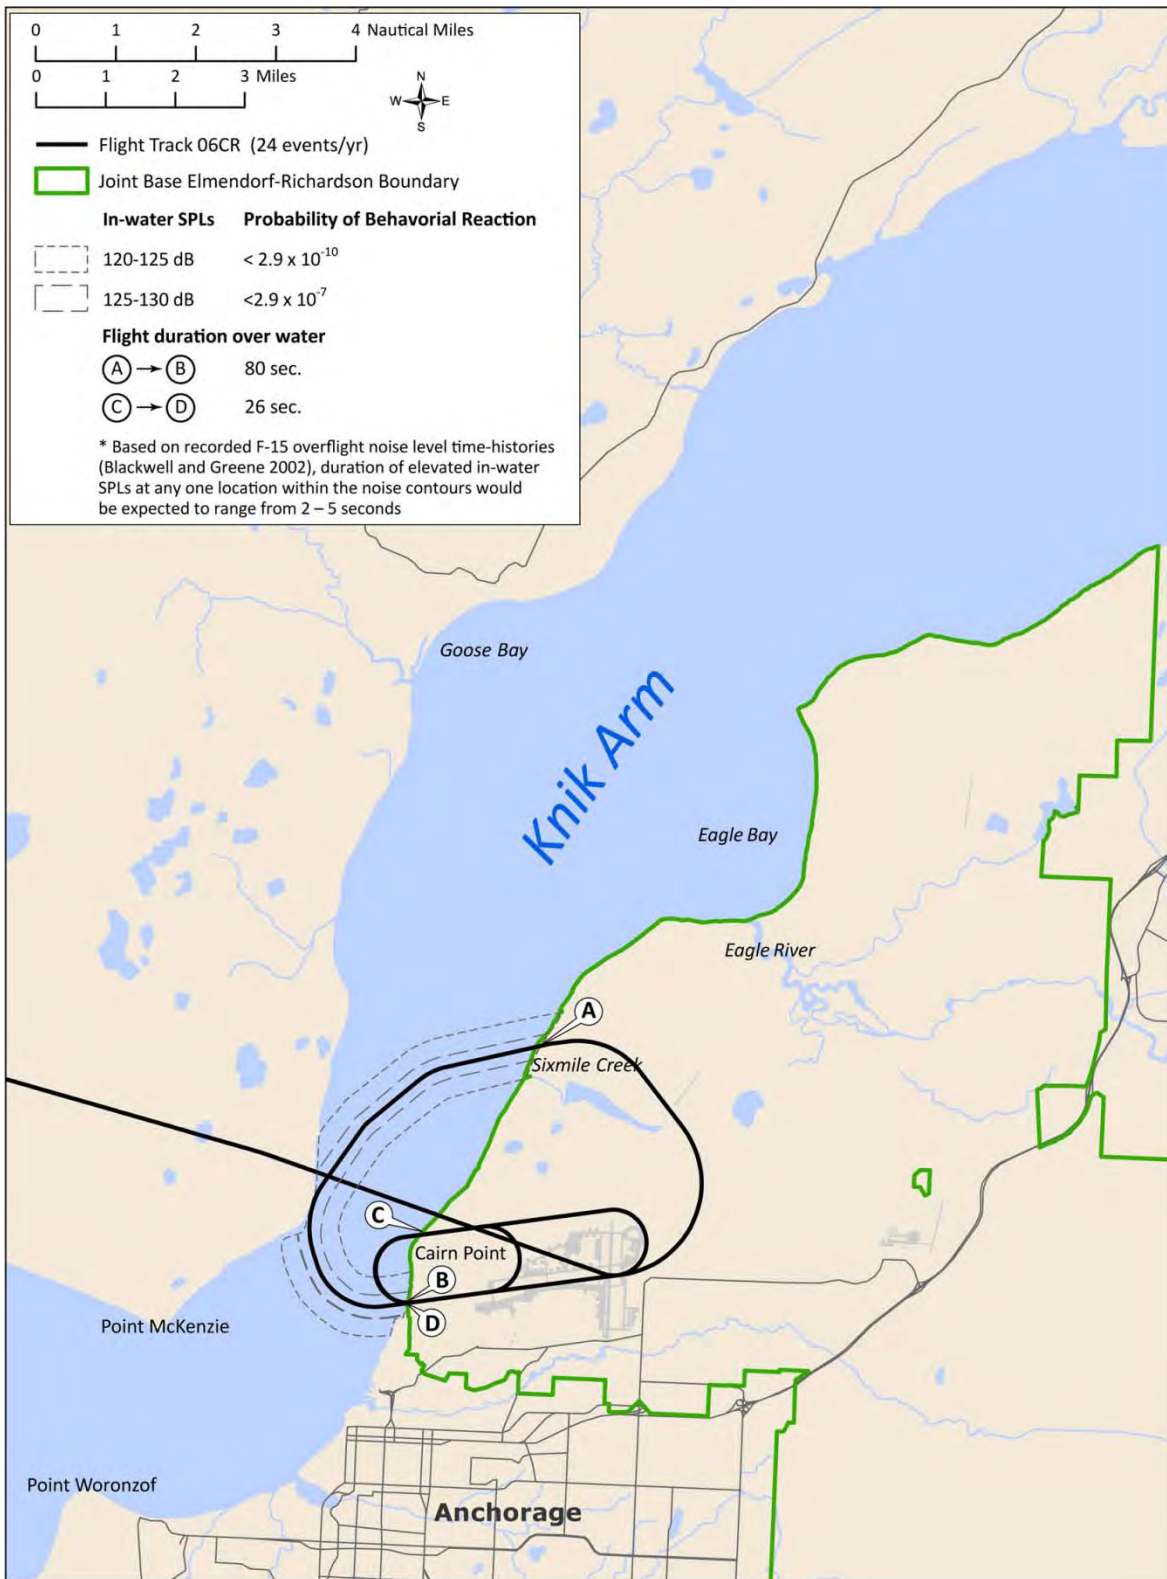 0 1 2 3 4 Nautical Miles
0 1 2 3 Miles
N
W E
S
Flight Track 06CR (24 events/yr)
Joint Base Elmendorf-Richardson Boundary
In-water SPLs Probability of Behavorial Reaction
120-125 dB < 2.9 x 10⁻¹⁰
125-130 dB <2.9 x 10⁻⁷
Flight duration over water
A → B 80 sec.
C → D 26 sec.
* Based on recorded F-15 overflight noise level time-histories
(Blackwell and Greene 2002), duration of elevated in-water
SPLs at any one location within the noise contours would
be expected to range from 2 – 5 seconds
Goose Bay
Knik Arm
Eagle Bay
Eagle River
A
Sixmile Creek
C
Cairn Point
B
D
Point McKenzie
Point Woronzof
Anchorage